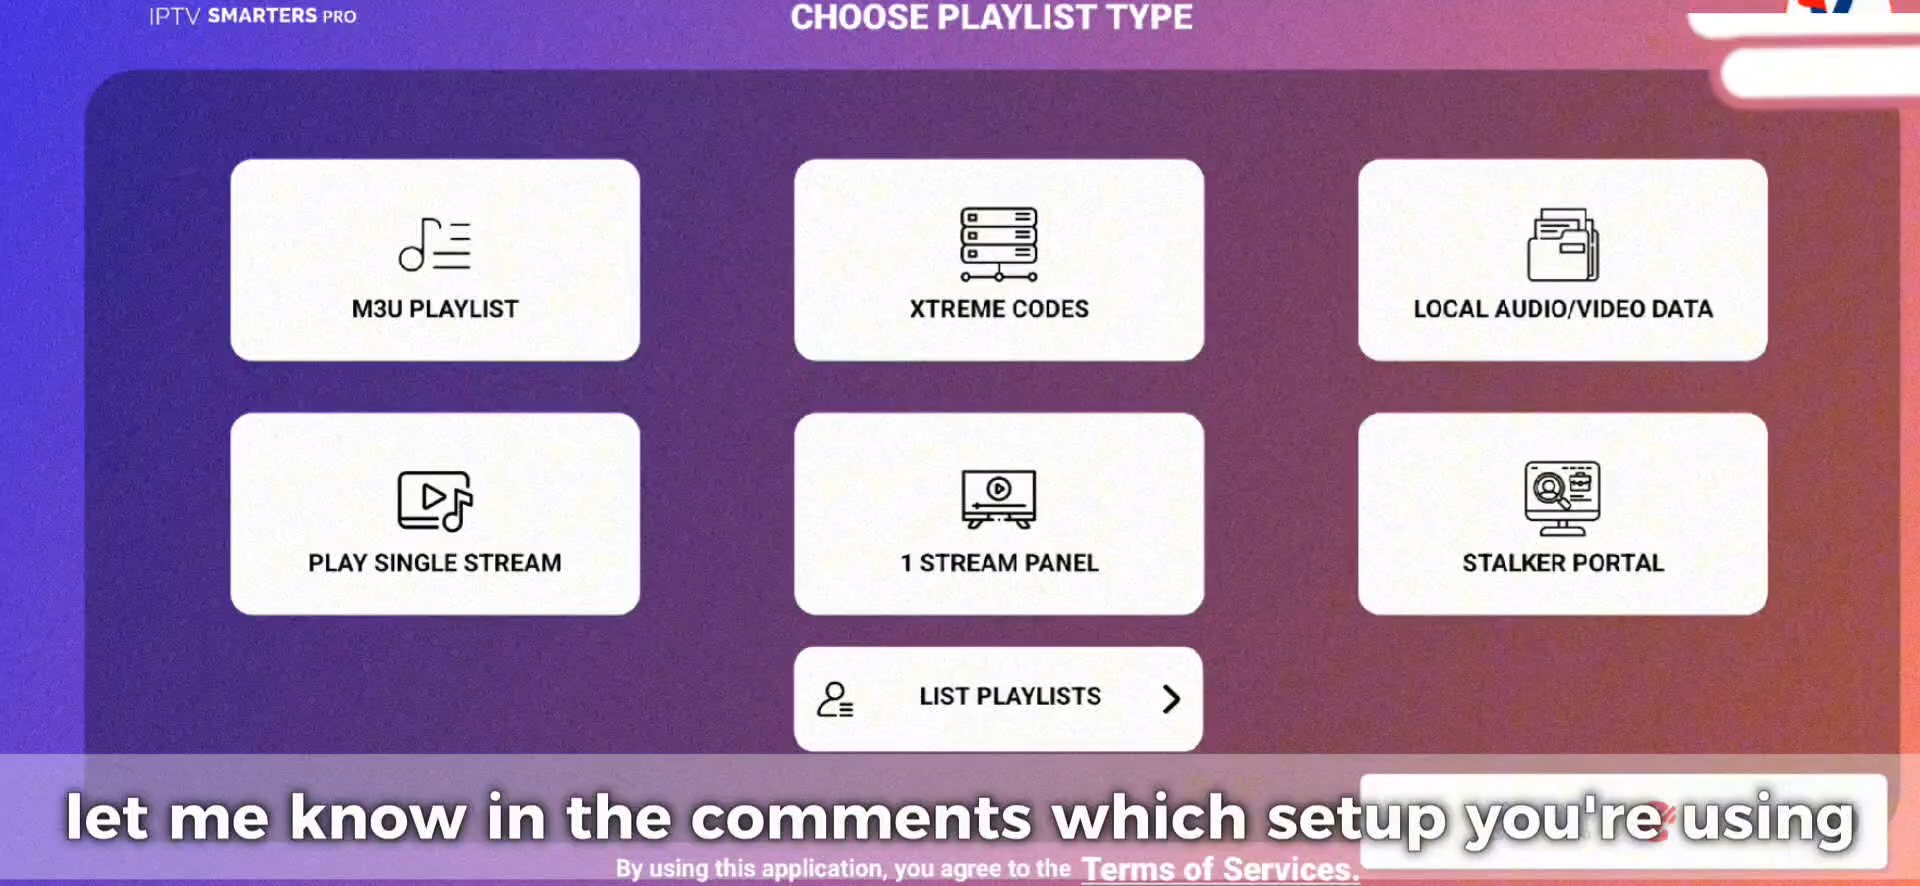 IPTV SMARTERS PRO
CHOOSE PLAYLIST TYPE
M3U PLAYLIST
XTREME CODES
LOCAL AUDIO/VIDEO DATA
PLAY SINGLE STREAM
1 STREAM PANEL
STALKER PORTAL
LIST PLAYLISTS
let me know in the comments which setup you're using
By using this application, you agree to the Terms of Services.